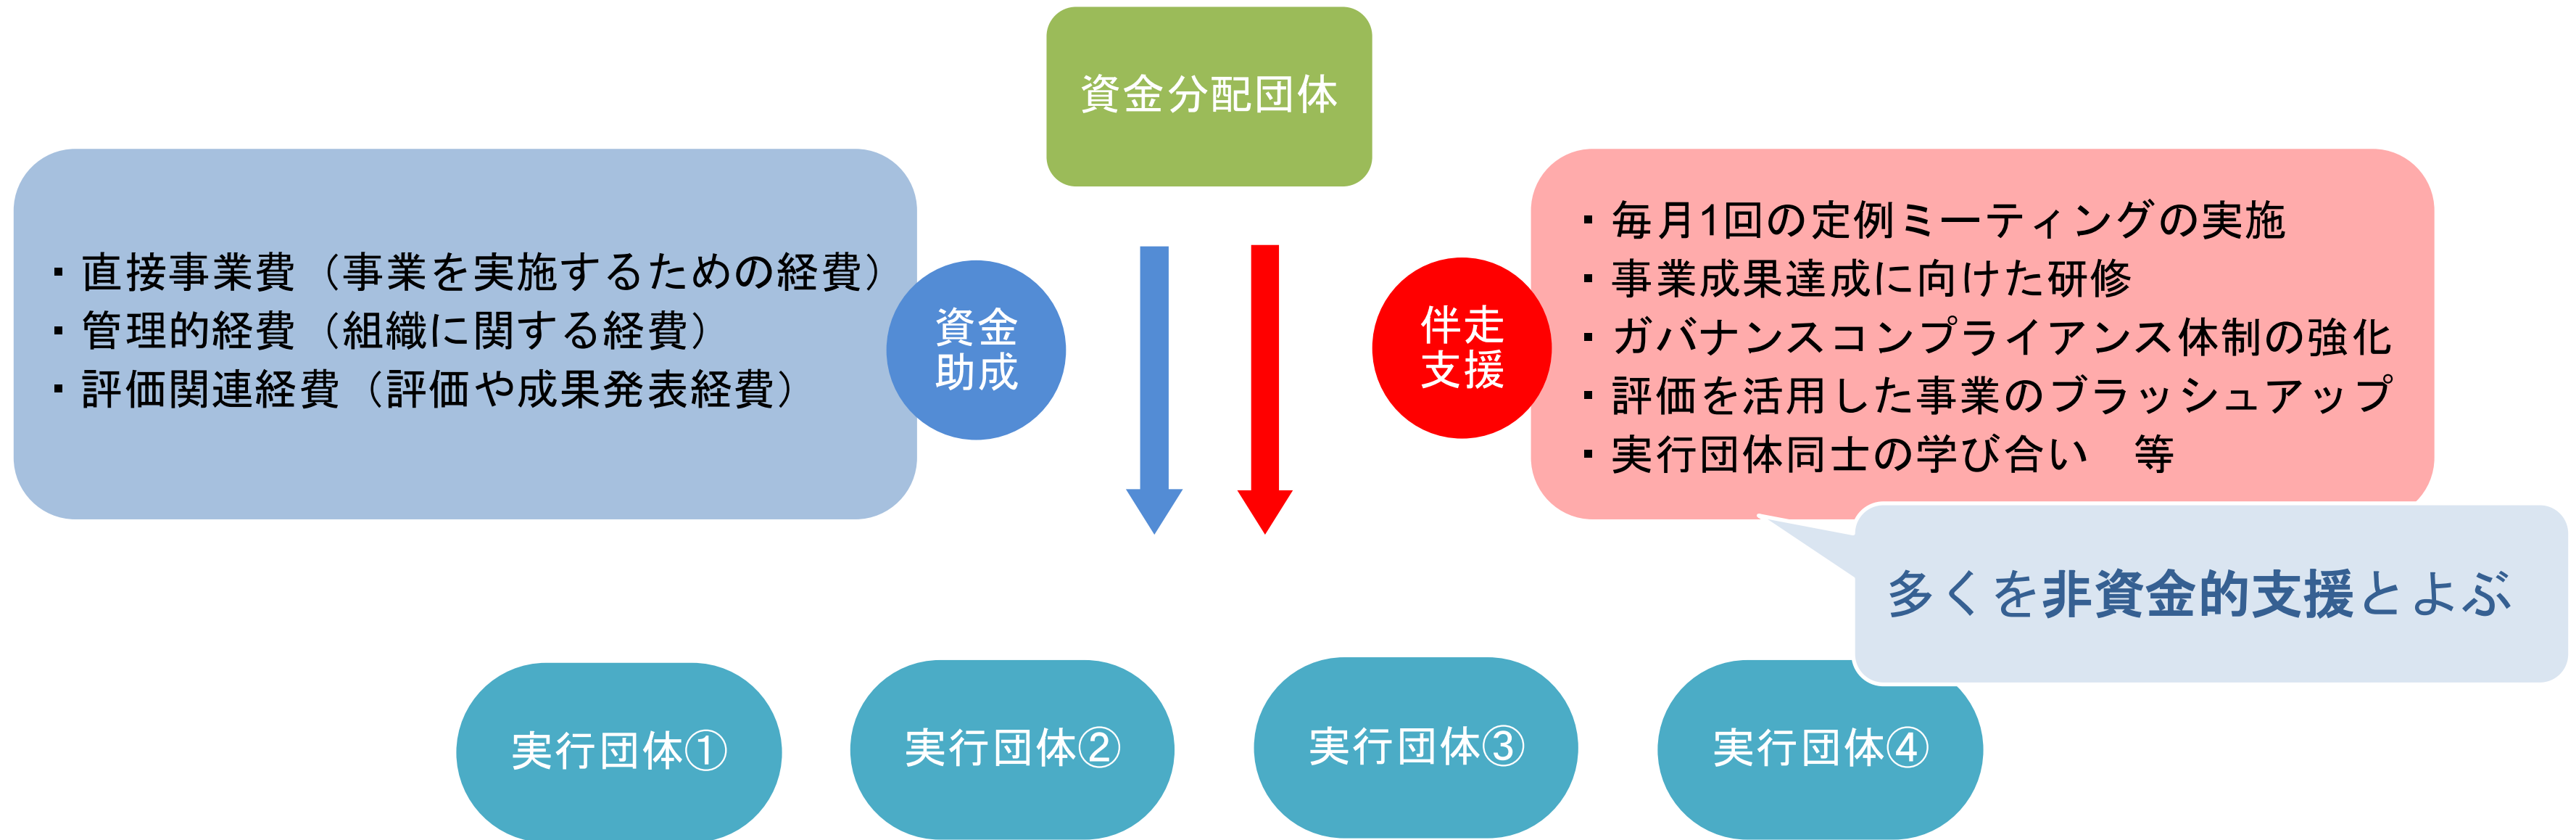 資金分配団体
・直接事業費（事業を実施するための経費）
・管理的経費（組織に関する経費）
・評価関連経費（評価や成果発表経費）
資金
助成
伴走
支援
・毎月1回の定例ミーティングの実施
・事業成果達成に向けた研修
・ガバナンスコンプライアンス体制の強化
・評価を活用した事業のブラッシュアップ
・実行団体同士の学び合い　等
多くを非資金的支援とよぶ
実行団体①
実行団体②
実行団体③
実行団体④